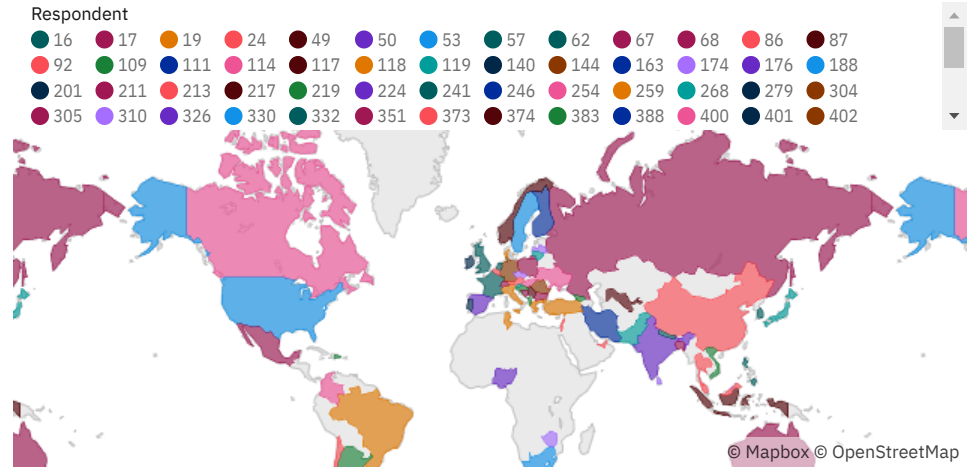 Respondent
16 17 19 24 49 50 53 57 62 67 68 86 87
92 109 111 114 117 118 119 140 144 163 174 176 188
201 211 213 217 219 224 241 246 254 259 268 279 304
305 310 326 330 332 351 373 374 383 388 400 401 402
© Mapbox © OpenStreetMap